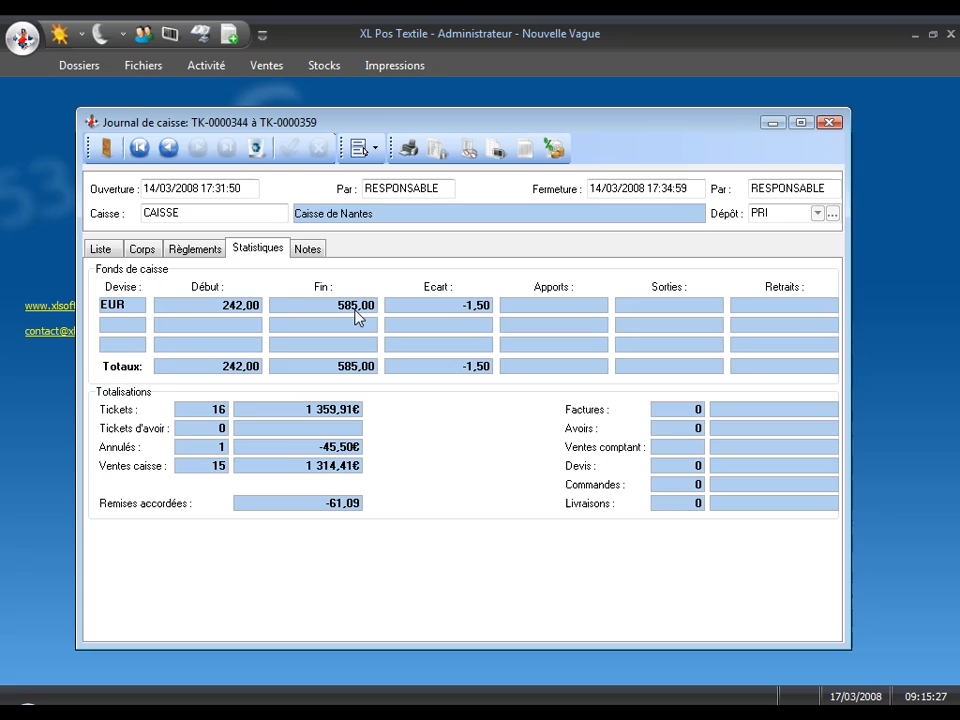 XL Pos Textile - Administrateur - Nouvelle Vague
Dossiers Fichiers Activité Ventes Stocks Impressions
Journal de caisse: TK-0000344 à TK-0000359
Ouverture : 14/03/2008 17:31:50 Par : RESPONSABLE Fermeture : 14/03/2008 17:34:59 Par : RESPONSABLE
Caisse : CAISSE Caisse de Nantes Dépôt : PRI ...
Liste Corps Règlements Statistiques Notes
Fonds de caisse
Devise : Début : Fin : Ecart : Apports : Sorties : Retraits :
EUR 242,00 585,00 -1,50
Totaux: 242,00 585,00 -1,50
www.xlsoft
contact@xl
Totalisations
Tickets : 16 1 359,91€ Factures : 0
Tickets d'avoir : 0 Avoirs : 0
Annulés : 1 -45,50€ Ventes comptant :
Ventes caisse : 15 1 314,41€ Devis : 0
Commandes : 0
Remises accordées : -61,09 Livraisons : 0
17/03/2008 09:15:27